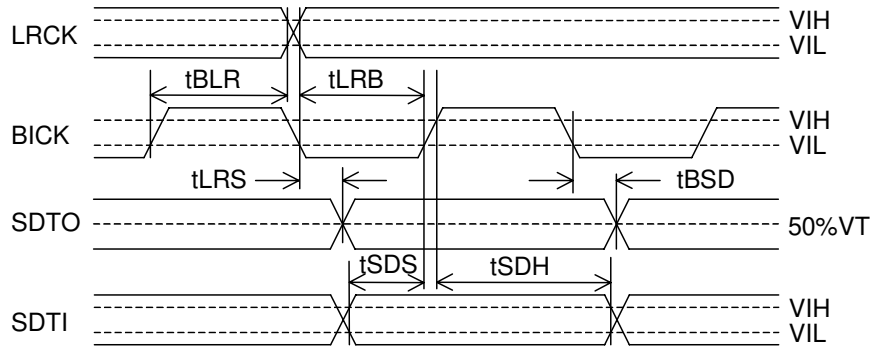 LRCK
VIH
VIL
tBLR
tLRB
BICK
VIH
VIL
tLRS
tBSD
SDTO
50%VT
tSDS
tSDH
SDTI
VIH
VIL